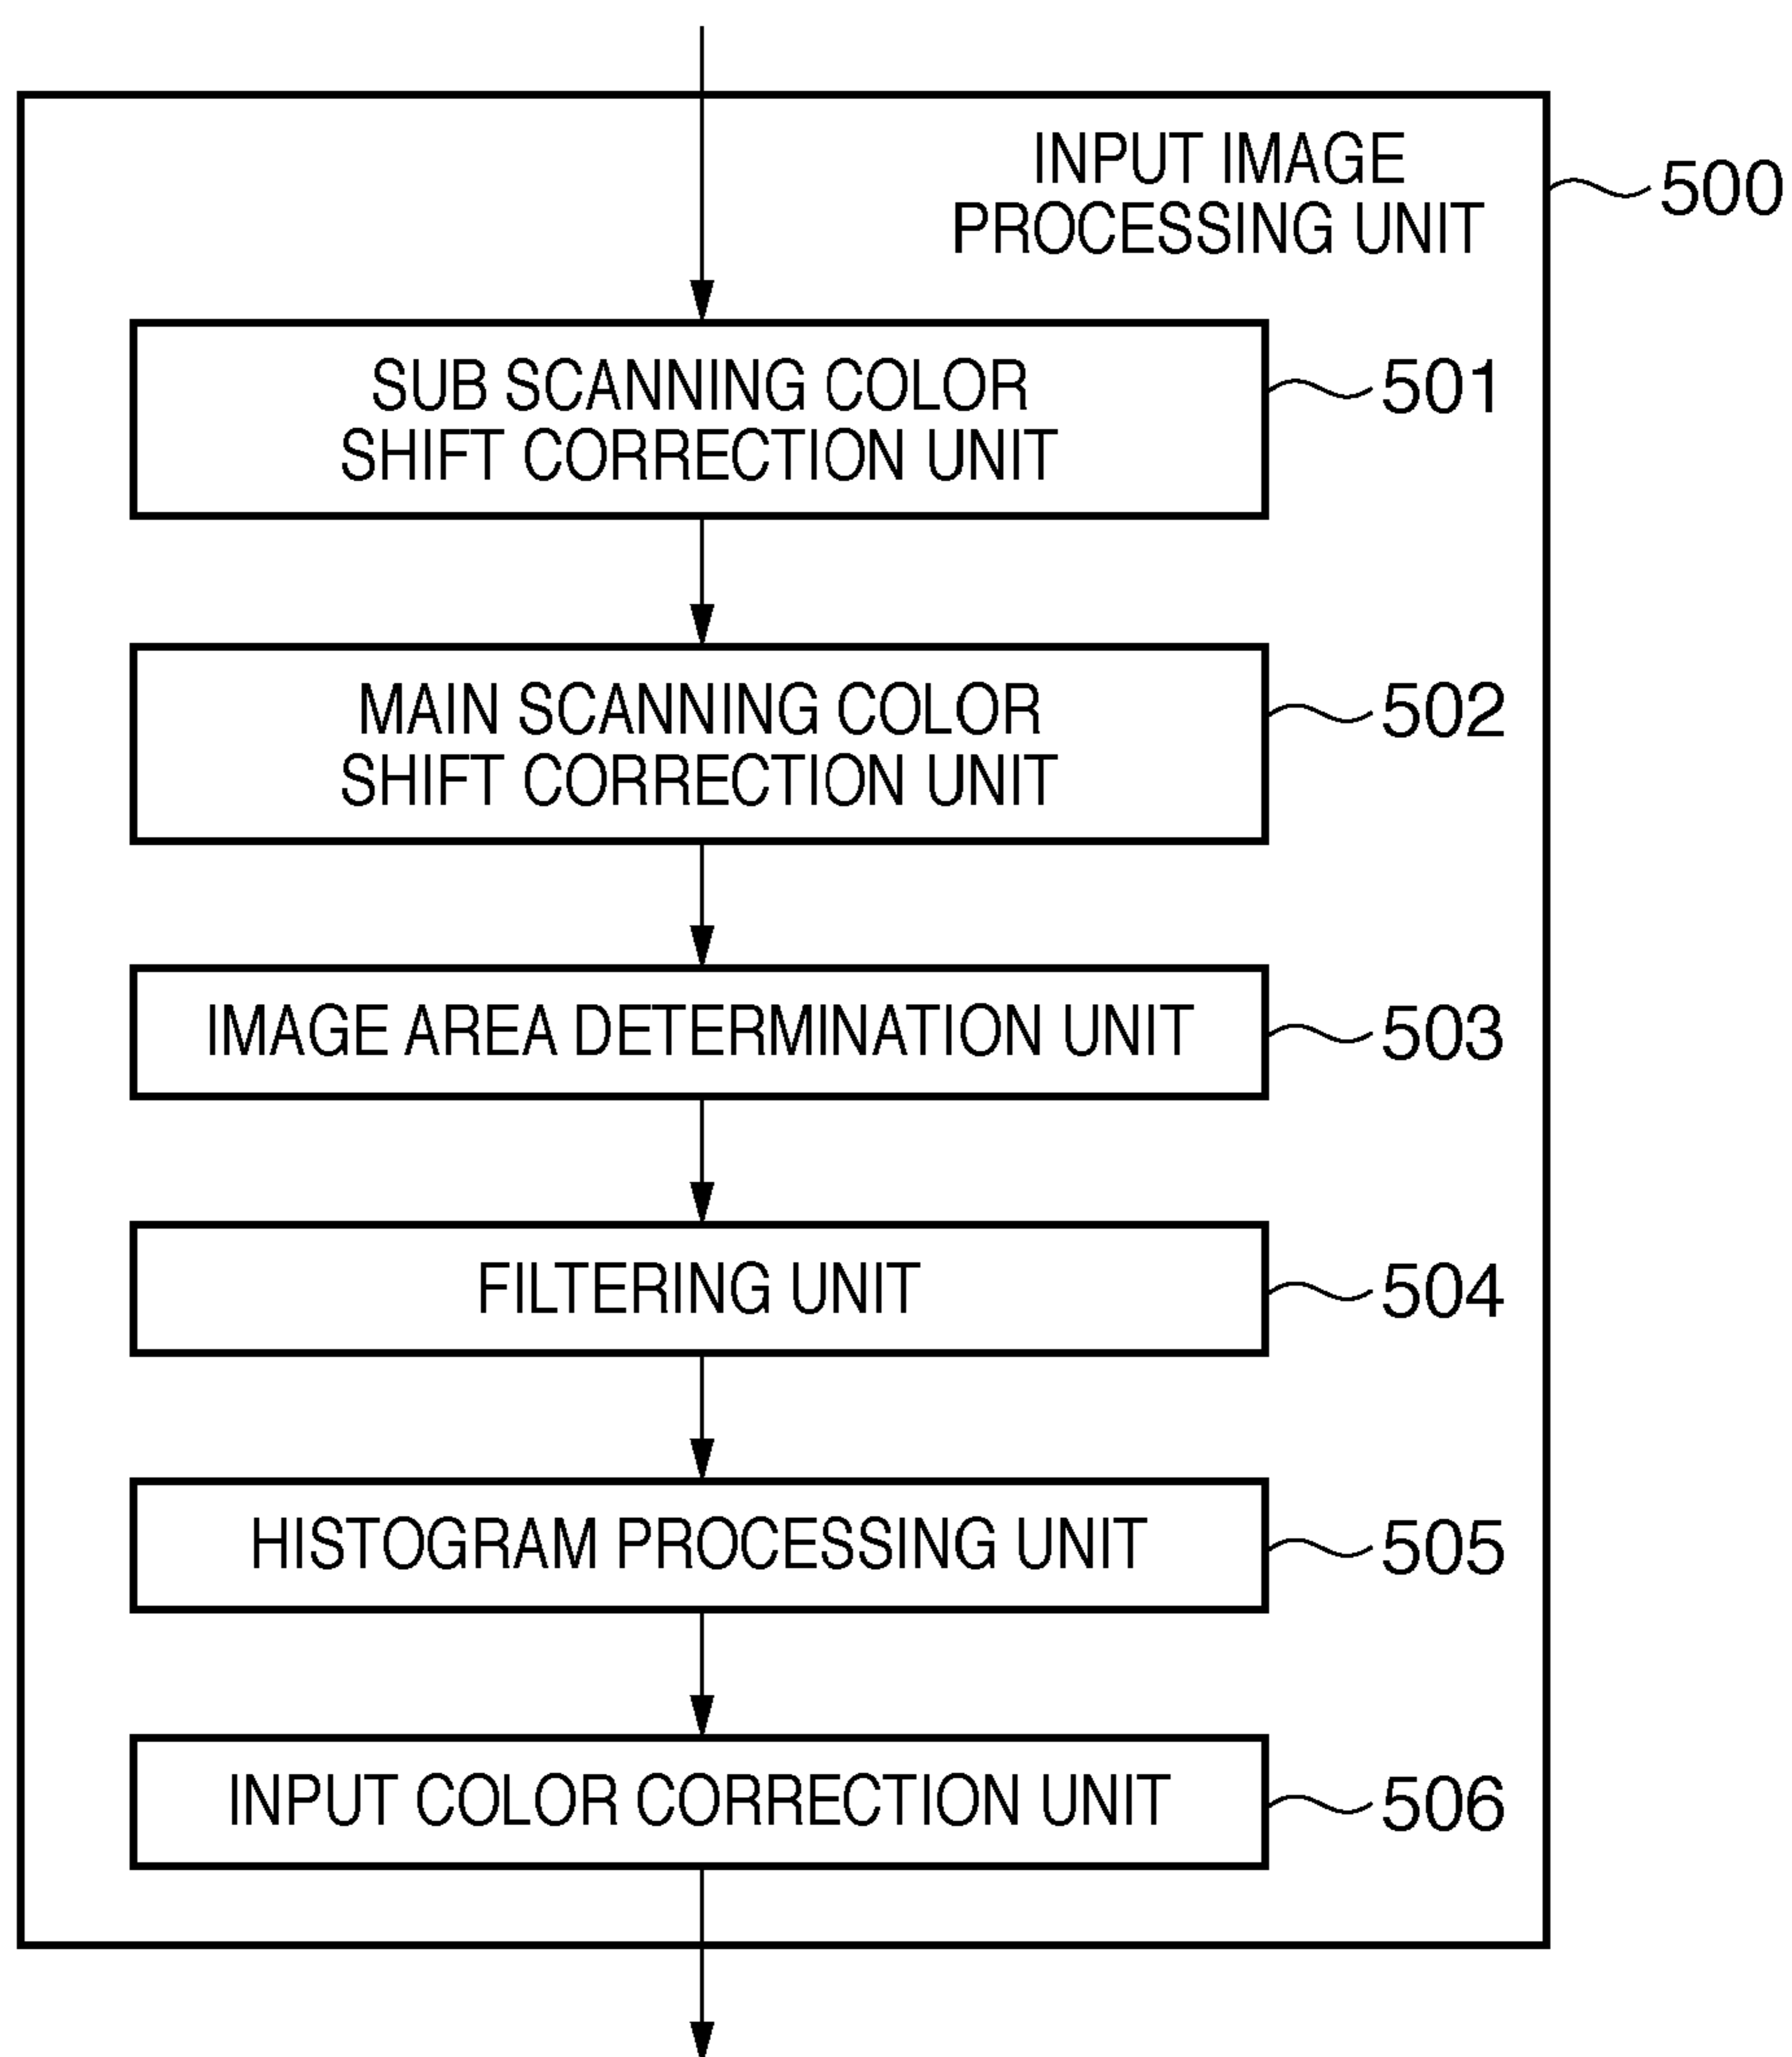 INPUT IMAGE
PROCESSING UNIT
500
SUB SCANNING COLOR
SHIFT CORRECTION UNIT
501
MAIN SCANNING COLOR
SHIFT CORRECTION UNIT
502
IMAGE AREA DETERMINATION UNIT
503
FILTERING UNIT
504
HISTOGRAM PROCESSING UNIT
505
INPUT COLOR CORRECTION UNIT
506